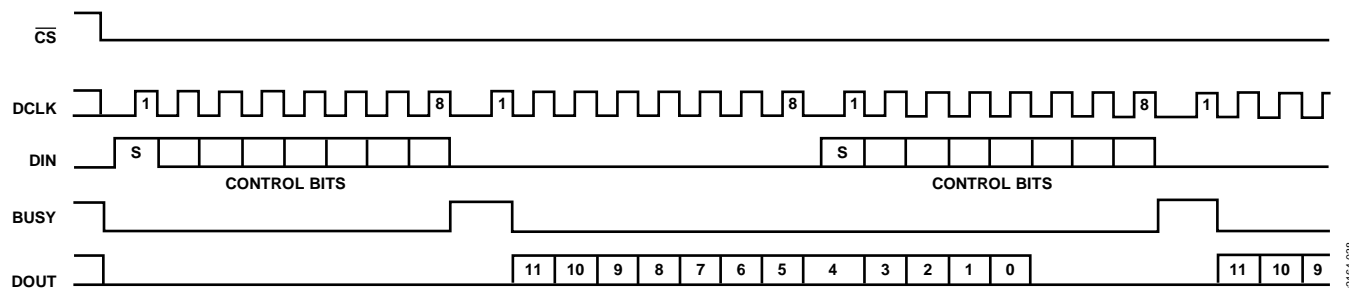 CS
DCLK 1 8 1 8 1 8 1
DIN S S
CONTROL BITS CONTROL BITS
BUSY
DOUT 11 10 9 8 7 6 5 4 3 2 1 0 11 10 9